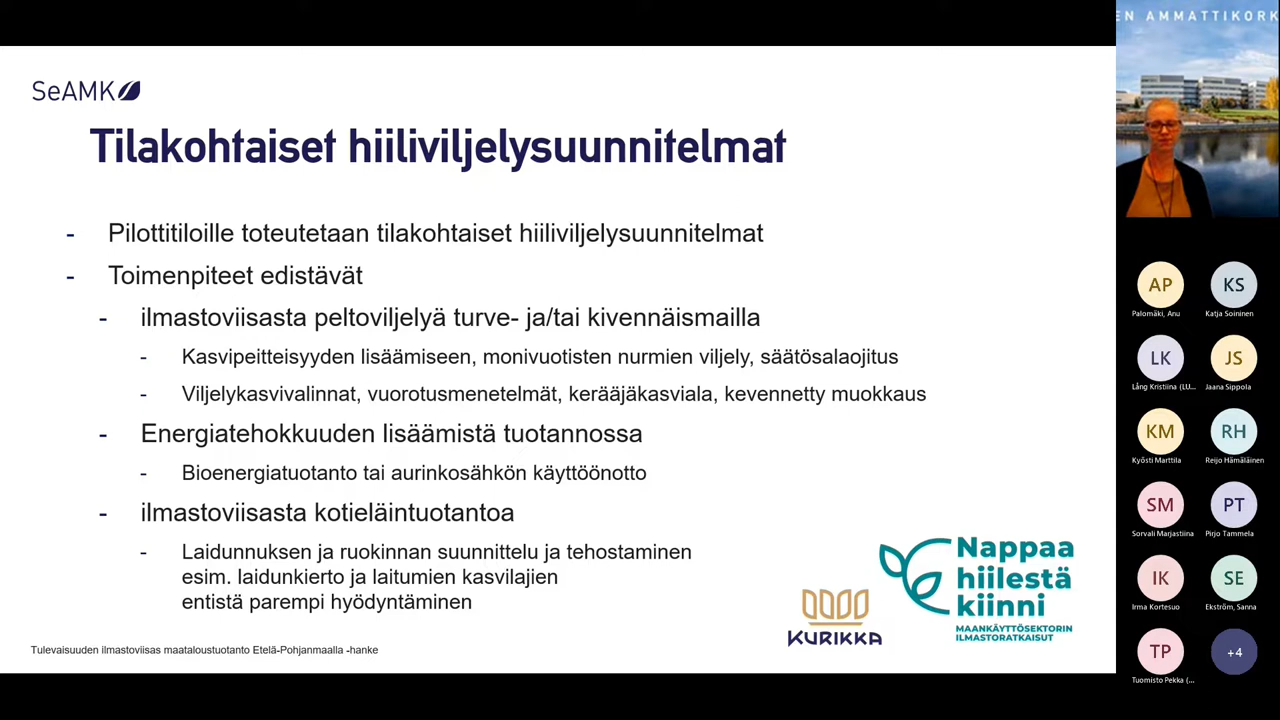 EN AMMATTIKORK
SeAMK
Tilakohtaiset hiiliviljelysuunnitelmat
- Pilottitiloille toteutetaan tilakohtaiset hiiliviljelysuunnitelmat
- Toimenpiteet edistävät
- ilmastoviisasta peltoviljelyä turve- ja/tai kivennäismailla
- Kasvipeitteisyyden lisäämiseen, monivuotisten nurmien viljely, säätösalaojitus
- Viljelykasvivalinnat, vuorotusmenetelmät, kerääjäkasviala, kevennetty muokkaus
- Energiatehokkuuden lisäämistä tuotannossa
- Bioenergiatuotanto tai aurinkosähkön käyttöönotto
- ilmastoviisasta kotieläintuotantoa
- Laidunnuksen ja ruokinnan suunnittelu ja tehostaminen
esim. laidunkierto ja laitumien kasvilajien
entistä parempi hyödyntäminen
KURIKKA
Nappaa
hiilestä
kiinni
MAANKÄYTTÖSEKTORIN
ILMASTORATKAISUT
Tulevaisuuden ilmastoviisas maataloustuotanto Etelä-Pohjanmaalla -hanke
AP KS
Palomäki, Anu Katja Soininen
LK JS
Lång Kristiina (LU... Jaana Sippola
KM RH
Kyösti Marttila Reijo Hämäläinen
SM PT
Sorvali Marjastiina Pirjo Tammela
IK SE
Irma Kortesuo Ekström, Sanna
TP +4
Tuomisto Pekka (...